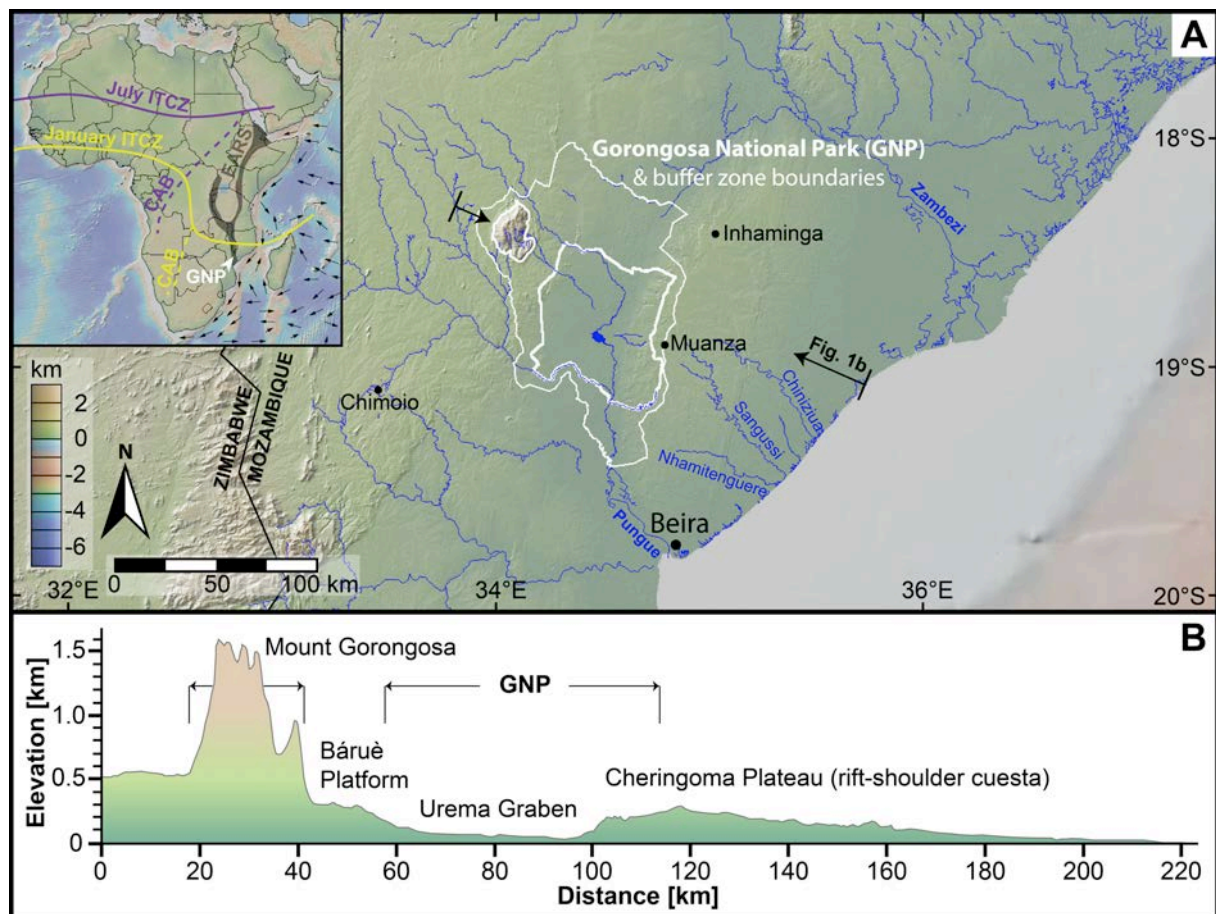 A
July ITCZ
January ITCZ
EARS
CAB
CAB
GNP
Gorongosa National Park (GNP)
& buffer zone boundaries
Zambezi
Inhaminga
Muanza
Fig. 1b
Chiniziua
Sangussi
Nhamitenguere
Chimoio
Pungue
Beira
ZIMBABWE
MOZAMBIQUE
km
2
0
-2
-4
-6
N
0
50
100 km
32°E
34°E
36°E
18°S
19°S
20°S
B
Mount Gorongosa
GNP
Báruè
Platform
Urema Graben
Cheringoma Plateau (rift-shoulder cuesta)
Elevation [km]
1.5
1.0
0.5
0
0 20 40 60 80 100 120 140 160 180 200 220
Distance [km]